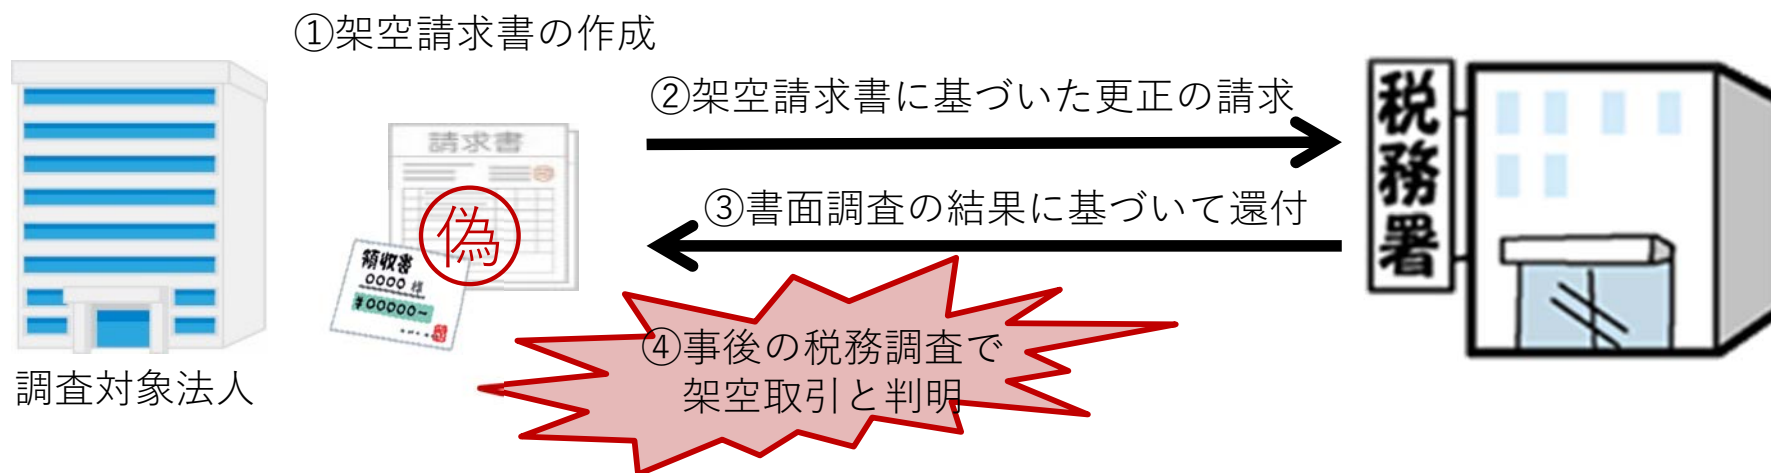 ①架空請求書の作成
②架空請求書に基づいた更正の請求
請求書
偽
領収書
0000 様
¥00000-
③書面調査の結果に基づいて還付
④事後の税務調査で
架空取引と判明
調査対象法人
税務署